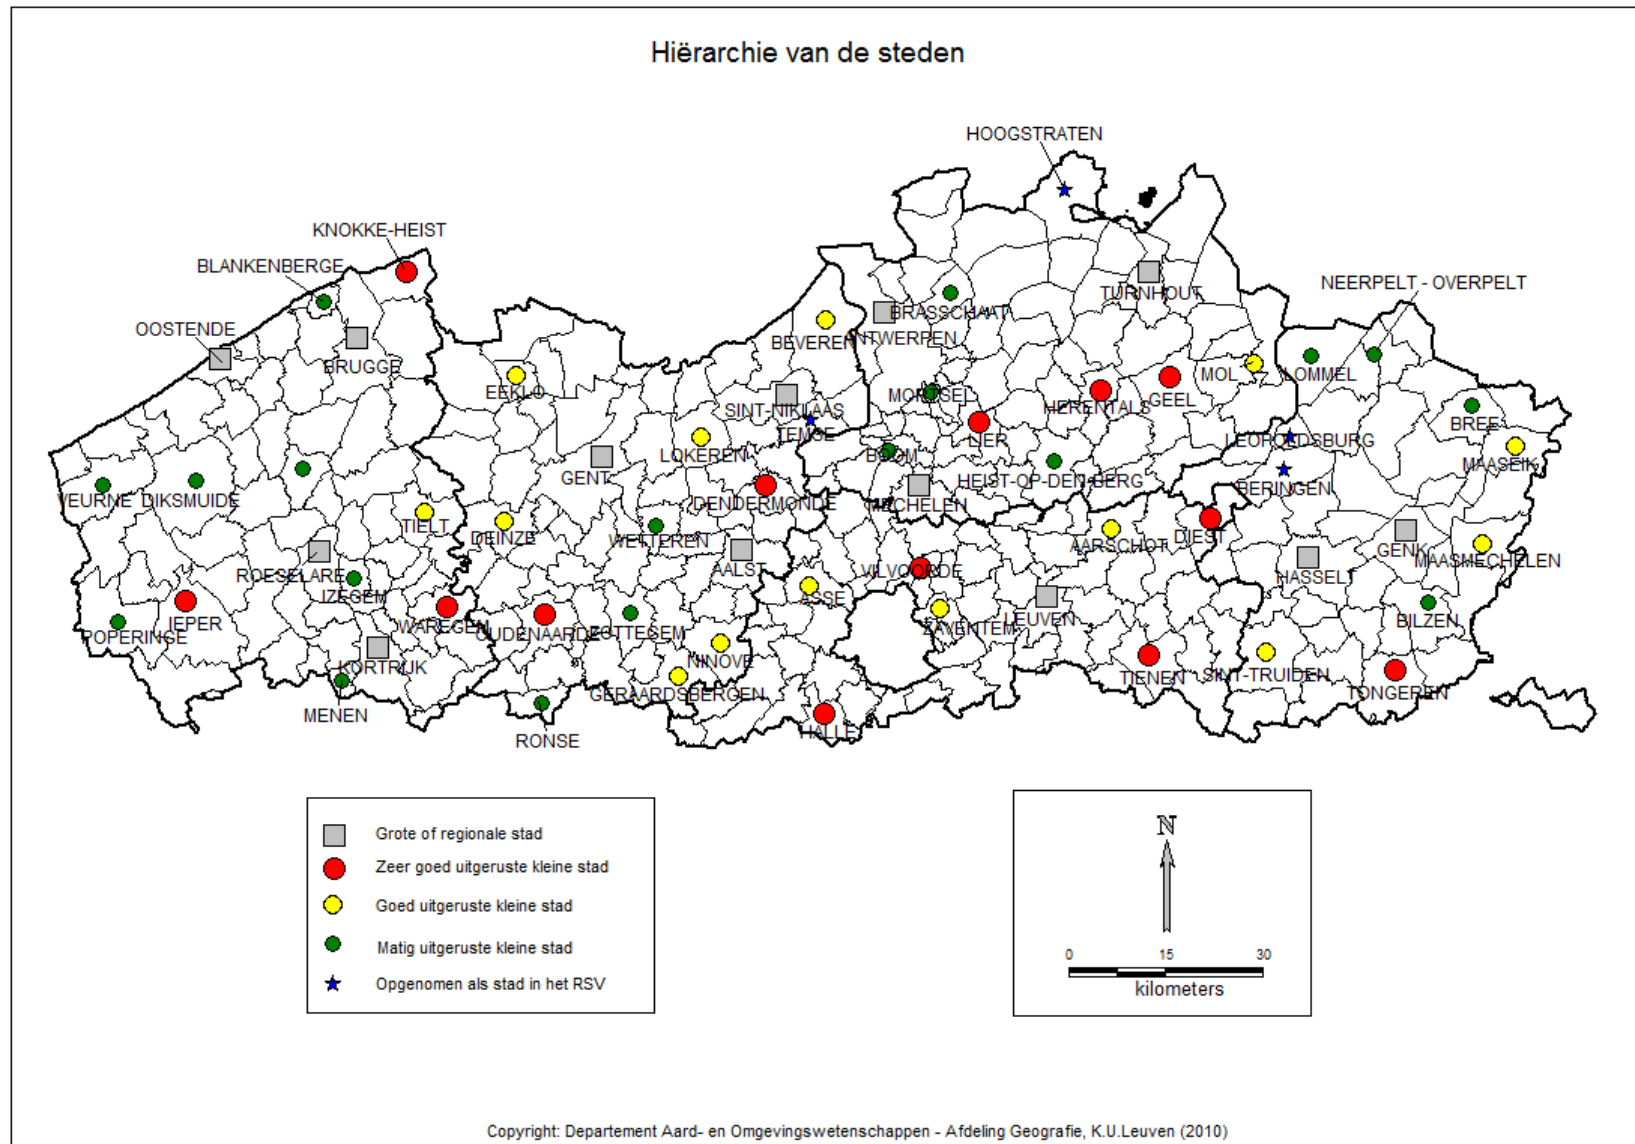 Hiërarchie van de steden
HOOGSTRATEN
KNOKKE-HEIST
BLANKENBERGE
NEERPELT - OVERPELT
TURNHOUT
BRASSCHAAT
OOSTENDE
ANTWERPEN
BEVEREN
BRUGGE
MOL
LOMMEL
EEKLO
MORTSEL
HERENTALS
GEEL
SINT-NIKLAAS
BREE
TEMSE
LIER
LEOPOLDSBURG
LOKEREN
BOOM
MAASEIK
GENT
HEIST-OP-DEN-BERG
BERINGEN
VEURNE
DIKSMUIDE
DENDERMONDE
MECHELEN
TIELT
DEINZE
WETTEREN
AARSCHOT
DIEST
GENK
MAASMECHELEN
AALST
VILVOORDE
ROESELARE
HASSELT
IZEGEM
ASSE
LEUVEN
BILZEN
IEPER
WAREGEM
OUDENAARDE
ZOTTEGEM
ZAVENTEM
POPERINGE
KORTRIJK
NINOVE
TIENEN
SINT-TRUIDEN
GERAARDSBERGEN
TONGEREN
MENEN
HALLE
RONSE
Grote of regionale stad
Zeer goed uitgeruste kleine stad
Goed uitgeruste kleine stad
Matig uitgeruste kleine stad
Opgenomen als stad in het RSV
N
0 15 30
kilometers
Copyright: Departement Aard- en Omgevingswetenschappen - Afdeling Geografie, K.U.Leuven (2010)